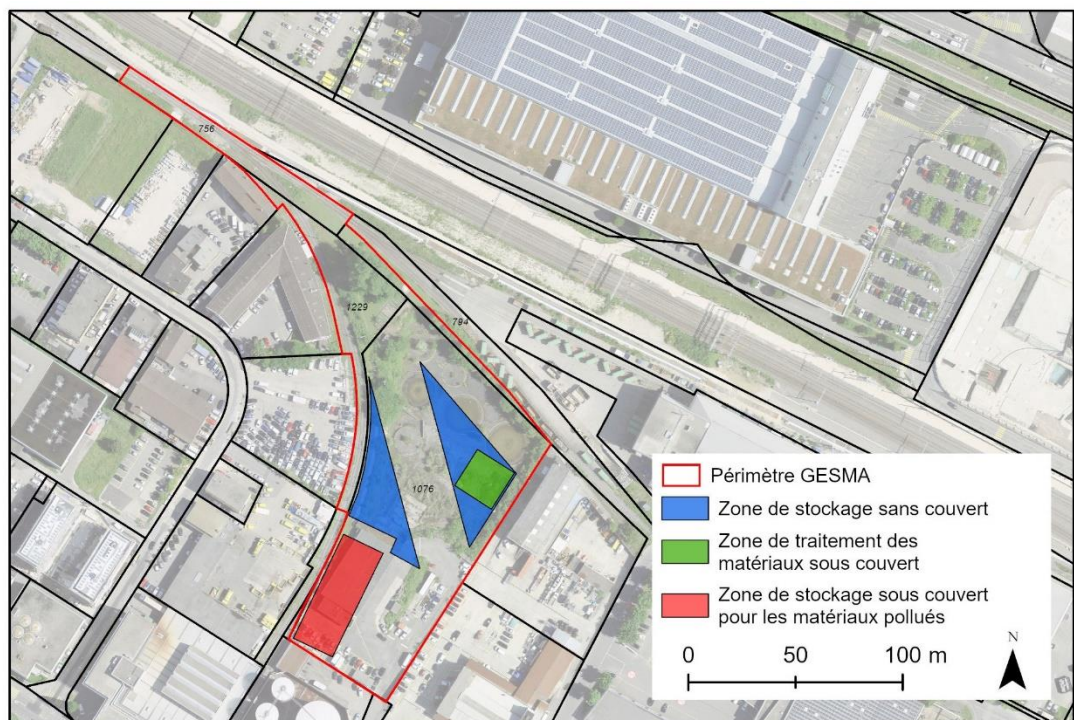 756
1229
794
1076
Périmètre GESMA
Zone de stockage sans couvert
Zone de traitement des
matériaux sous couvert
Zone de stockage sous couvert
pour les matériaux pollués
N
0 50 100 m